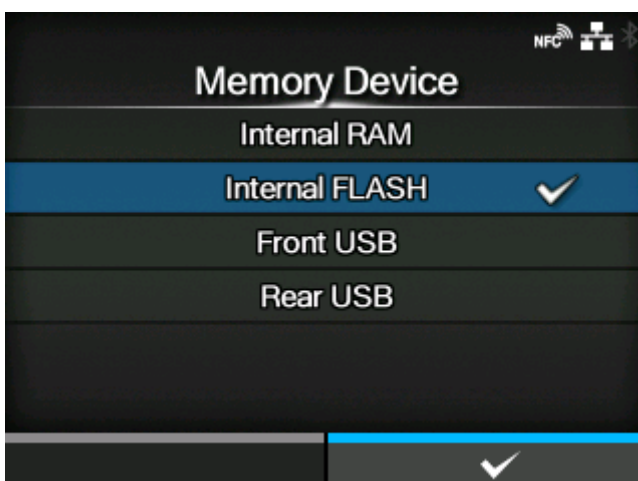 NFC
Memory Device
Internal RAM
Internal FLASH
Front USB
Rear USB